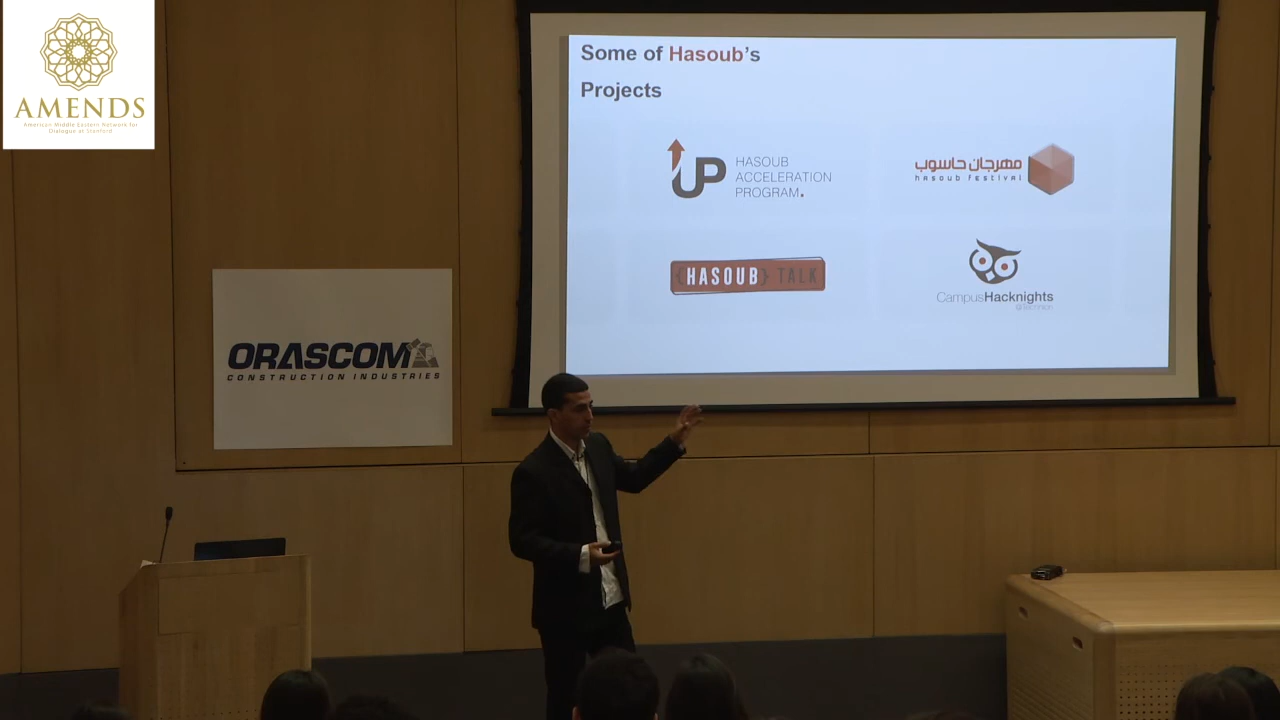 AMENDS
American Middle Eastern Network for
Dialogue at Stanford
Some of Hasoub's
Projects
UP
HASOUB
ACCELERATION
PROGRAM.
مهرجان حاسوب
hasoub festival
{HASOUB} TALK
CampusHacknights
ORASCOM
CONSTRUCTION INDUSTRIES